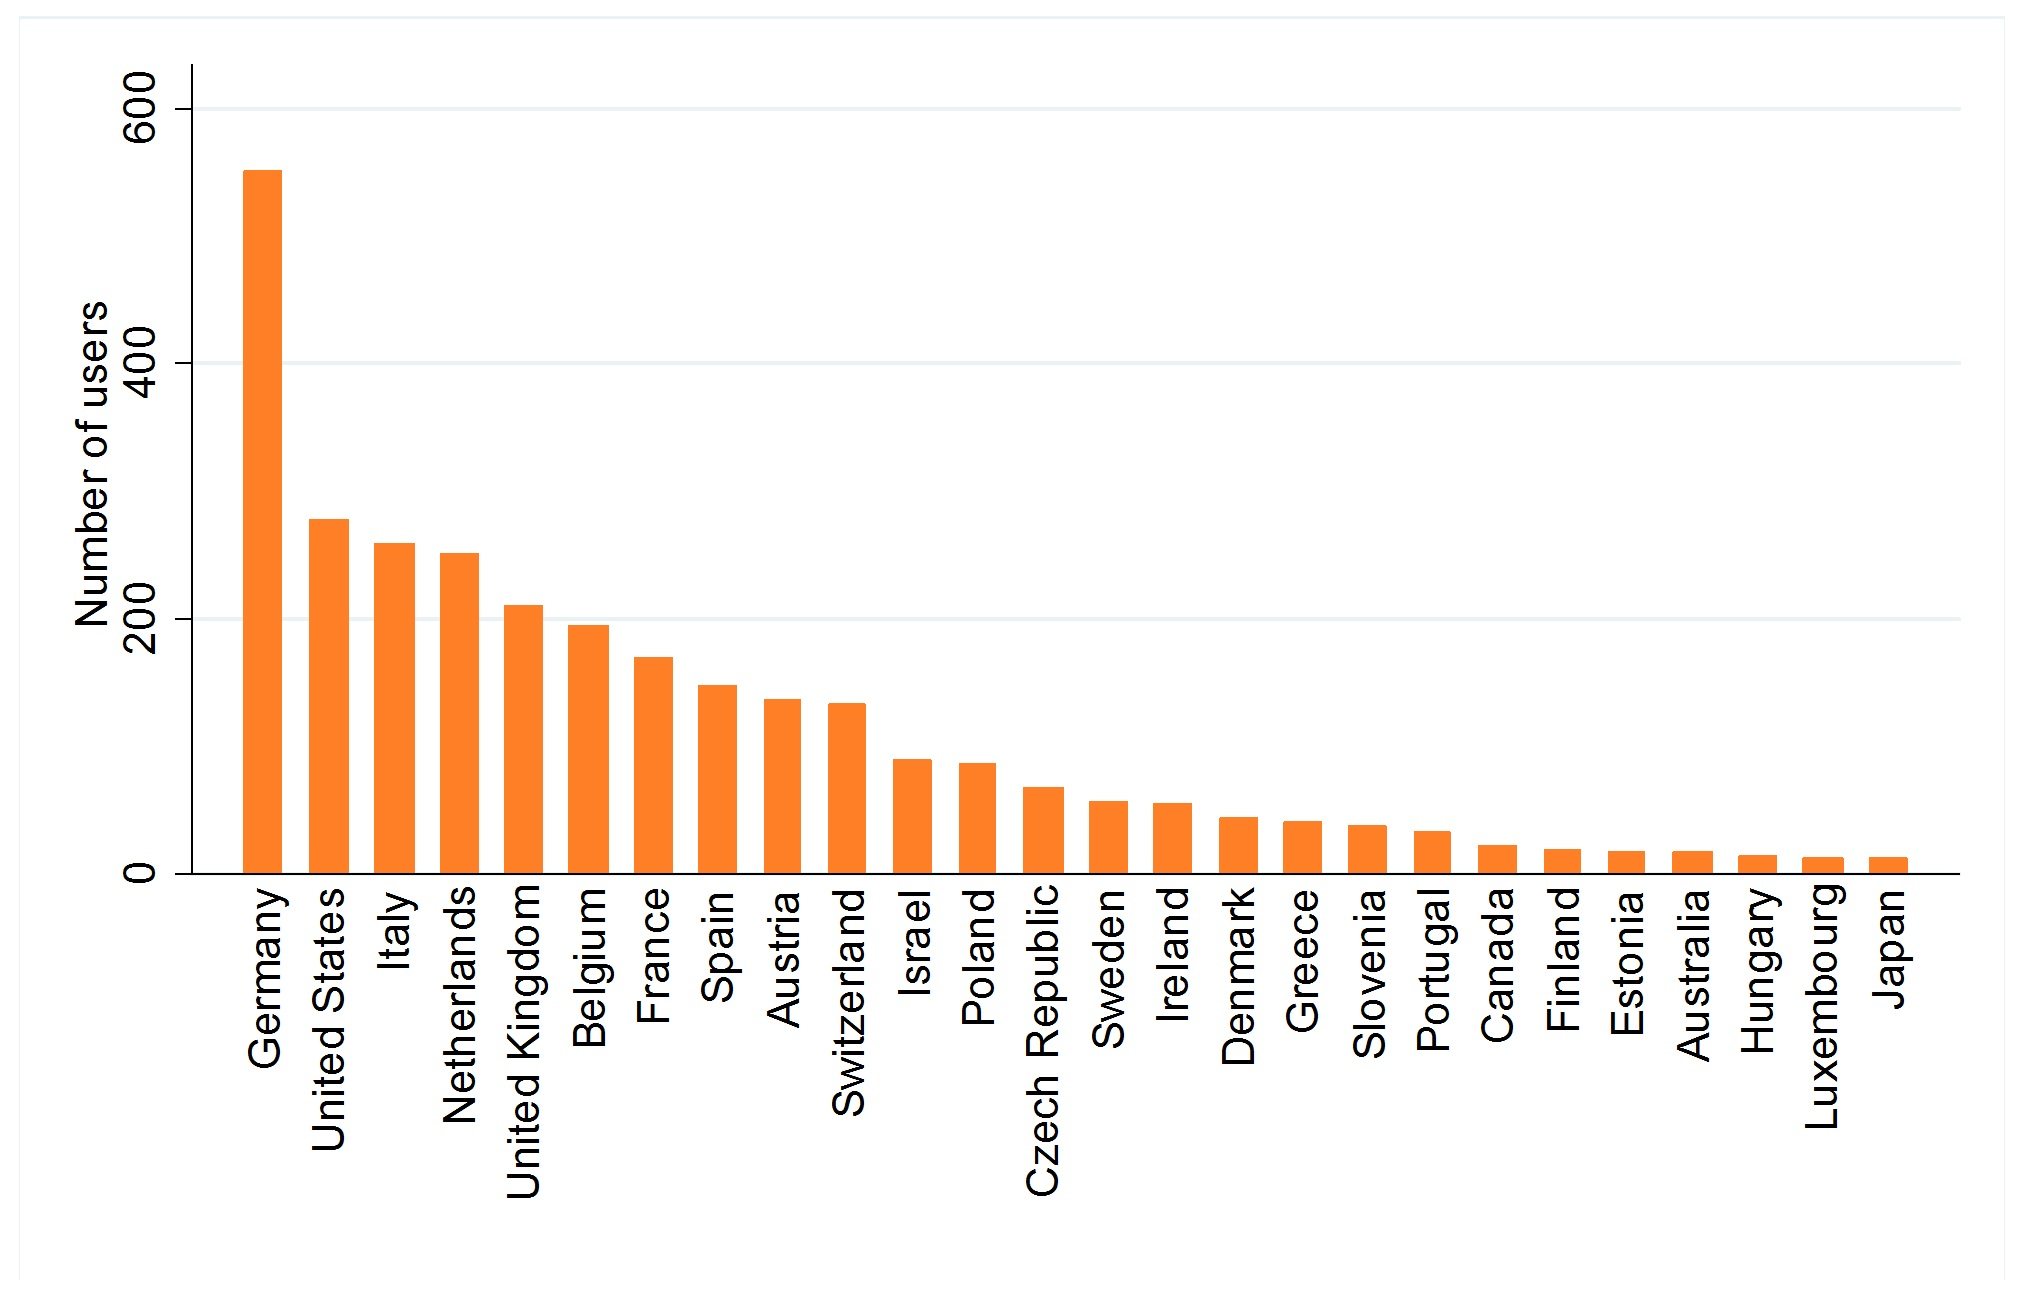 Number of users
600
400
200
0
Germany
United States
Italy
Netherlands
United Kingdom
Belgium
France
Spain
Austria
Switzerland
Israel
Poland
Czech Republic
Sweden
Ireland
Denmark
Greece
Slovenia
Portugal
Canada
Finland
Estonia
Australia
Hungary
Luxembourg
Japan